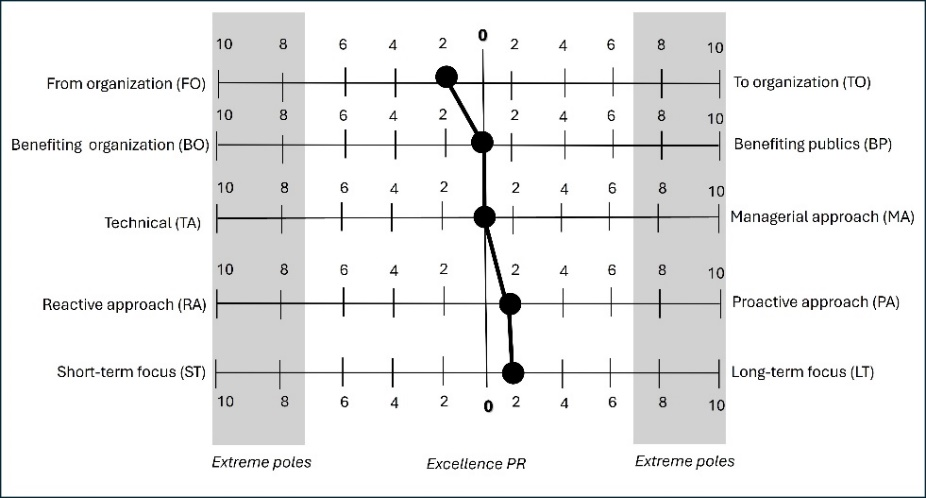 0
10 8 6 4 2 2 4 6 8 10
From organization (FO) To organization (TO)
10 8 6 4 2 2 4 6 8 10
Benefiting organization (BO) Benefiting publics (BP)
10 8 6 4 2 2 4 6 8 10
Technical (TA) Managerial approach (MA)
10 8 6 4 2 2 4 6 8 10
Reactive approach (RA) Proactive approach (PA)
Short-term focus (ST) Long-term focus (LT)
10 8 6 4 2 0 2 4 6 8 10
Extreme poles Excellence PR Extreme poles